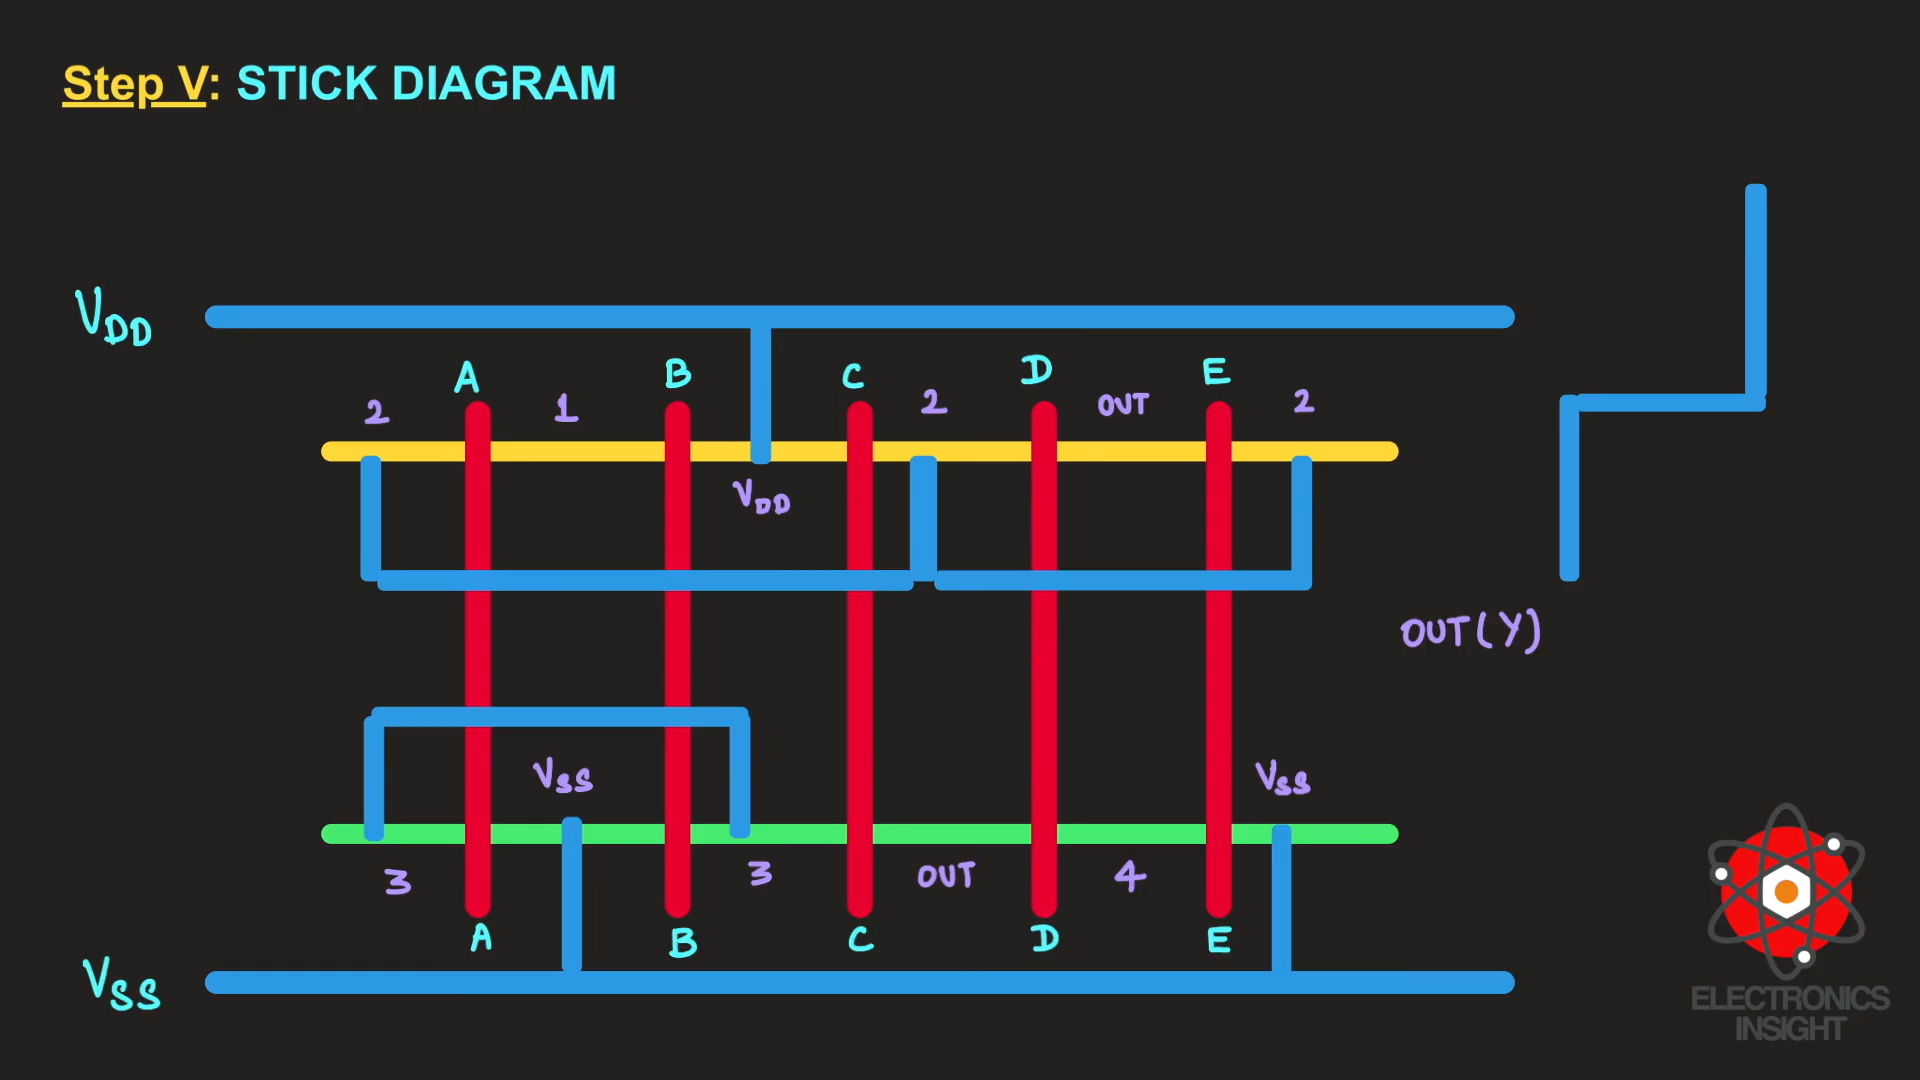 Step V: STICK DIAGRAM
VDD
A B C D E
2 1 2 OUT 2
VDD
OUT(Y)
VSS VSS
3 3 OUT 4
A B C D E
VSS
ELECTRONICS
INSIGHT